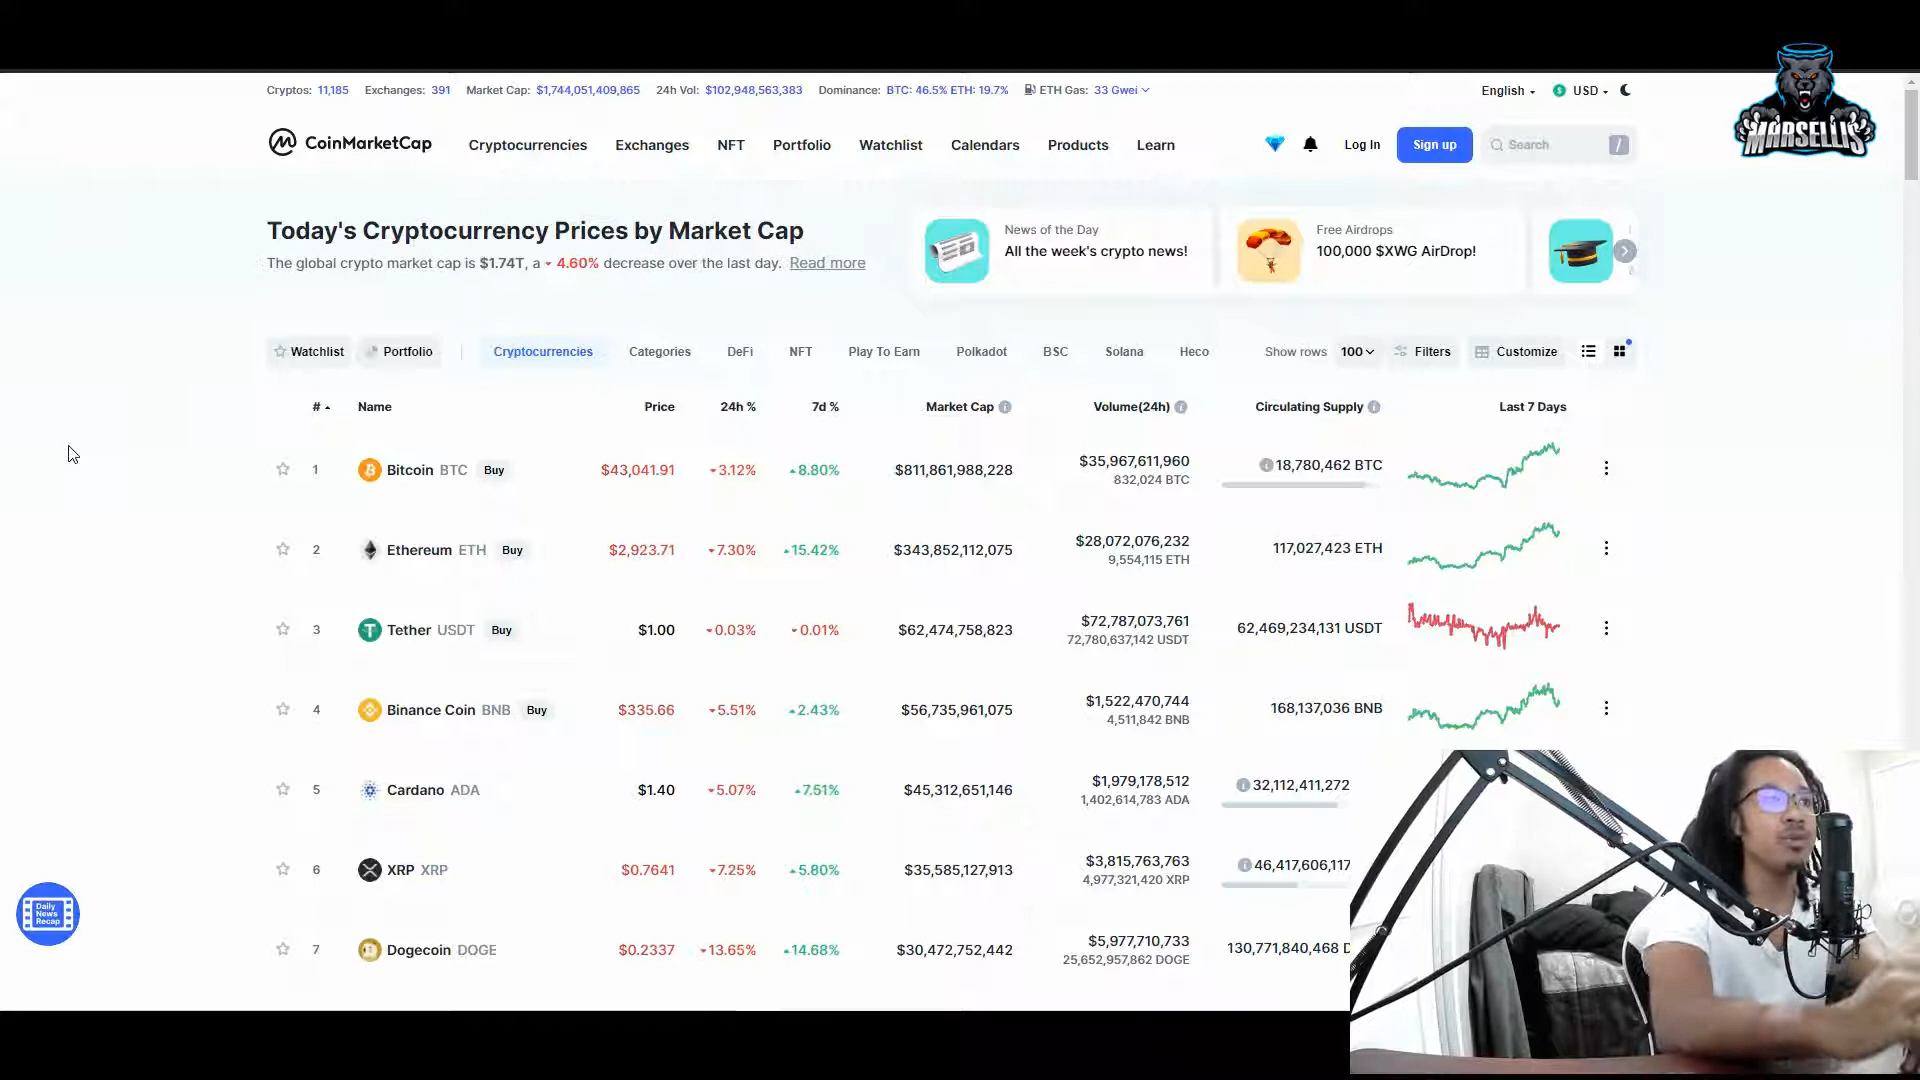 Cryptos: 11,185 Exchanges: 391 Market Cap: $1,744,051,409,865 24h Vol: $102,948,563,383 Dominance: BTC: 46.5% ETH: 19.7% ETH Gas: 33 Gwei English USD
MARSELLIS
CoinMarketCap Cryptocurrencies Exchanges NFT Portfolio Watchlist Calendars Products Learn Log In Sign up Search /
Today's Cryptocurrency Prices by Market Cap
The global crypto market cap is $1.74T, a 4.60% decrease over the last day. Read more
News of the Day
All the week's crypto news!
Free Airdrops
100,000 $XWG AirDrop!
Watchlist Portfolio Cryptocurrencies Categories DeFi NFT Play To Earn Polkadot BSC Solana Heco Show rows 100 Filters Customize
# Name Price 24h % 7d % Market Cap Volume(24h) Circulating Supply Last 7 Days
1 Bitcoin BTC Buy $43,041.91 3.12% 8.80% $811,861,988,228 $35,967,611,960 18,780,462 BTC
832,024 BTC
2 Ethereum ETH Buy $2,923.71 7.30% 15.42% $343,852,112,075 $28,072,076,232 117,027,423 ETH
9,554,115 ETH
3 Tether USDT Buy $1.00 0.03% 0.01% $62,474,758,823 $72,787,073,761 62,469,234,131 USDT
72,780,637,142 USDT
4 Binance Coin BNB Buy $335.66 5.51% 2.43% $56,735,961,075 $1,522,470,744 168,137,036 BNB
4,511,842 BNB
5 Cardano ADA $1.40 5.07% 7.51% $45,312,651,146 $1,979,178,512 32,112,411,272
1,402,614,783 ADA
6 XRP XRP $0.7641 7.25% 5.80% $35,585,127,913 $3,815,763,763 46,417,606,117
4,977,321,420 XRP
Daily
News
Recap
7 Dogecoin DOGE $0.2337 13.65% 14.68% $30,472,752,442 $5,977,710,733 130,771,840,468
25,652,957,862 DOGE